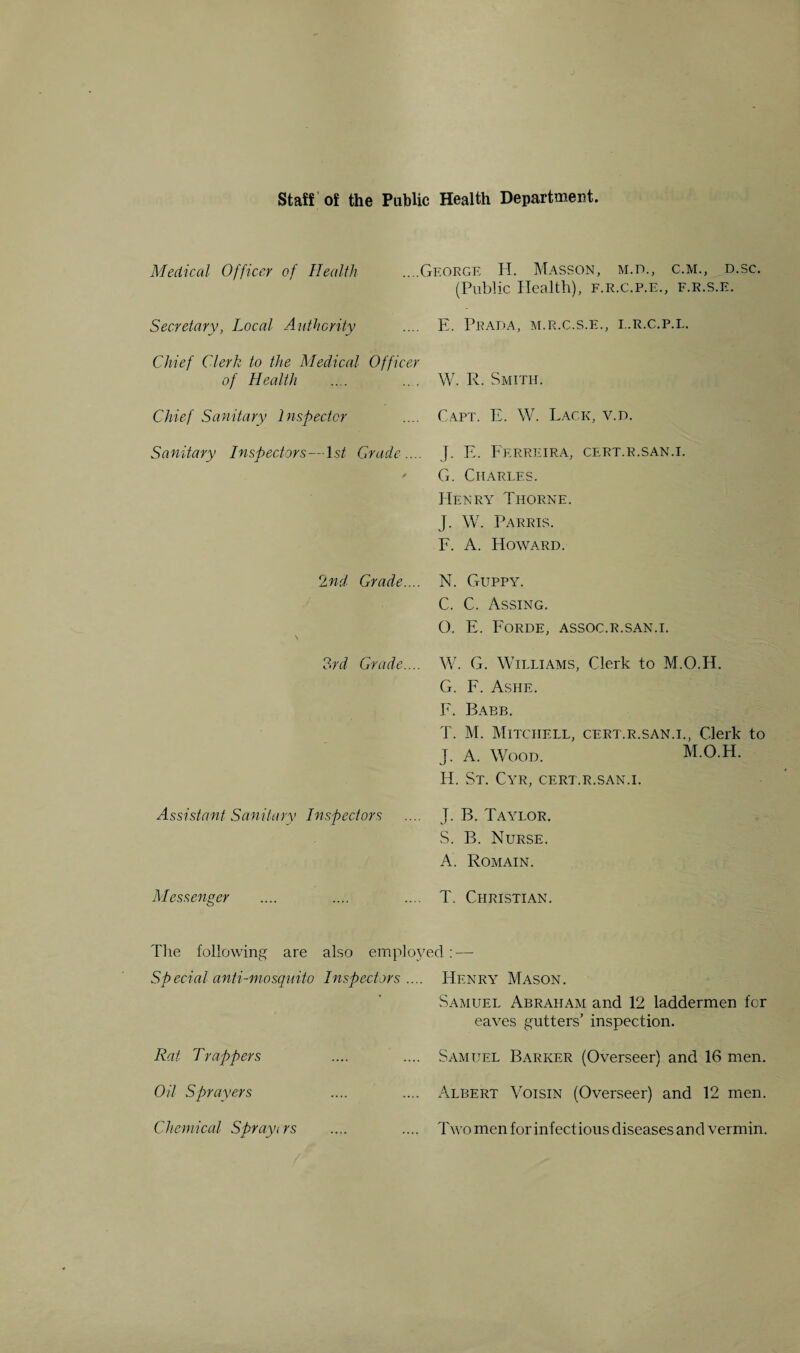 Staff of the Public Health Department.
Medical Officer of Health ....George H. Masson, m.d., c.m., d.sc.
(Public Health), f.r.c.p.e., f.r.s.e.
Secretary, Local Authority .... E. Prada, m.r.c.s.e., l.r.c.p.l.
Chief Clerk to the Medical Officer
of Health .... .... W. R. Smith.
Chief Sanitary Inspector .... Capt. E. W. Lack, v.d.
Sanitary Inspectors—1st Grade.... J. E. Ferreira, cert.r.san.i.
G. Charles.
Henry Thorne.
J. W. Parris.
F. A. Howard.
2nd Grade.... N. Guppy.
C. C. Assing.
O. E. Forde, assoc.r.san.i.
3rd Grade.... W. G. Williams, Clerk to M.O.H.
G. F. Ashe.
F. Babb.
T. M. Mitchell, cert.r.san.i., Clerk to
J. A. Wood. M.O.H.
H. St. Cyr, cert.r.san.i.
Assistant Sanitary Inspectors .... J. B. Taylor.
S. B. Nurse.
A. Romain.
Messenger .... .... .... T. Christian.
The following are also employed :—
Special anti-mosquito Inspectors .... Henry Mason.
Samuel Abraham and 12 laddermen for
eaves gutters' inspection.
Rat Trappers .... .... Samuel Barker (Overseer) and 16 men.
Oil Sprayers .... .... Albert Voisin (Overseer) and 12 men.
Chemical Sprayers .... .... Two men for infectious diseases and vermin.